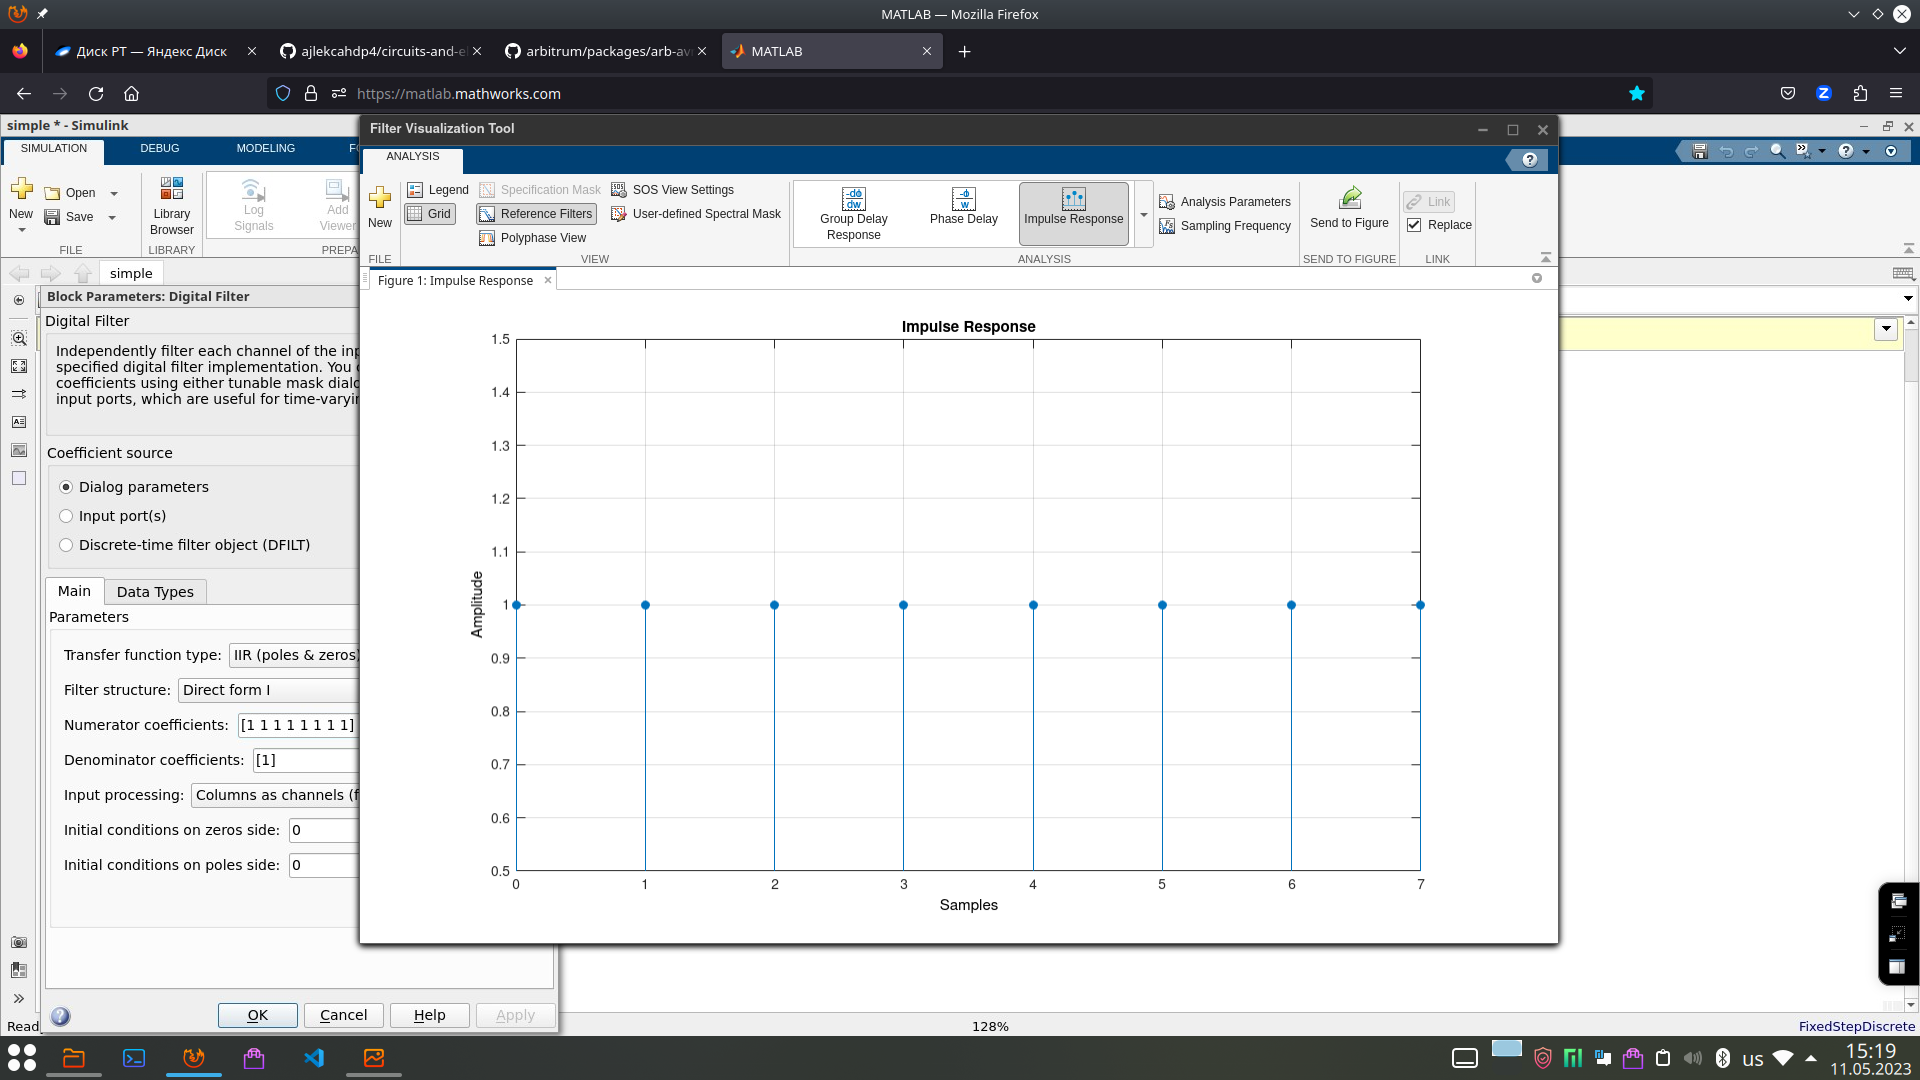 MATLAB — Mozilla Firefox
Диск РТ — Яндекс Диск
ajlekcahdp4/circuits-and-el
arbitrum/packages/arb-av
MATLAB
https://matlab.mathworks.com
simple * - Simulink
SIMULATION
DEBUG
MODELING
New
Open
Save
FILE
Library
Browser
LIBRARY
Log
Signals
Add
Viewer
PREPA
simple
Block Parameters: Digital Filter
Digital Filter
Independently filter each channel of the inp
specified digital filter implementation. You
coefficients using either tunable mask dialo
input ports, which are useful for time-varyin
Coefficient source
Dialog parameters
Input port(s)
Discrete-time filter object (DFILT)
Main
Data Types
Parameters
Transfer function type: IIR (poles & zeros)
Filter structure: Direct form I
Numerator coefficients: [1 1 1 1 1 1 1 1]
Denominator coefficients: [1]
Input processing: Columns as channels (f
Initial conditions on zeros side: 0
Initial conditions on poles side: 0
OK
Cancel
Help
Apply
Filter Visualization Tool
ANALYSIS
New
FILE
Legend
Grid
Specification Mask
Reference Filters
Polyphase View
SOS View Settings
User-defined Spectral Mask
VIEW
Group Delay
Response
Phase Delay
Impulse Response
Analysis Parameters
Sampling Frequency
ANALYSIS
Send to Figure
SEND TO FIGURE
Link
Replace
LINK
Figure 1: Impulse Response
Impulse Response
1.5
1.4
1.3
1.2
1.1
1
0.9
0.8
0.7
0.6
0.5
Amplitude
0 1 2 3 4 5 6 7
Samples
Read
128%
FixedStepDiscrete
us
15:19
11.05.2023